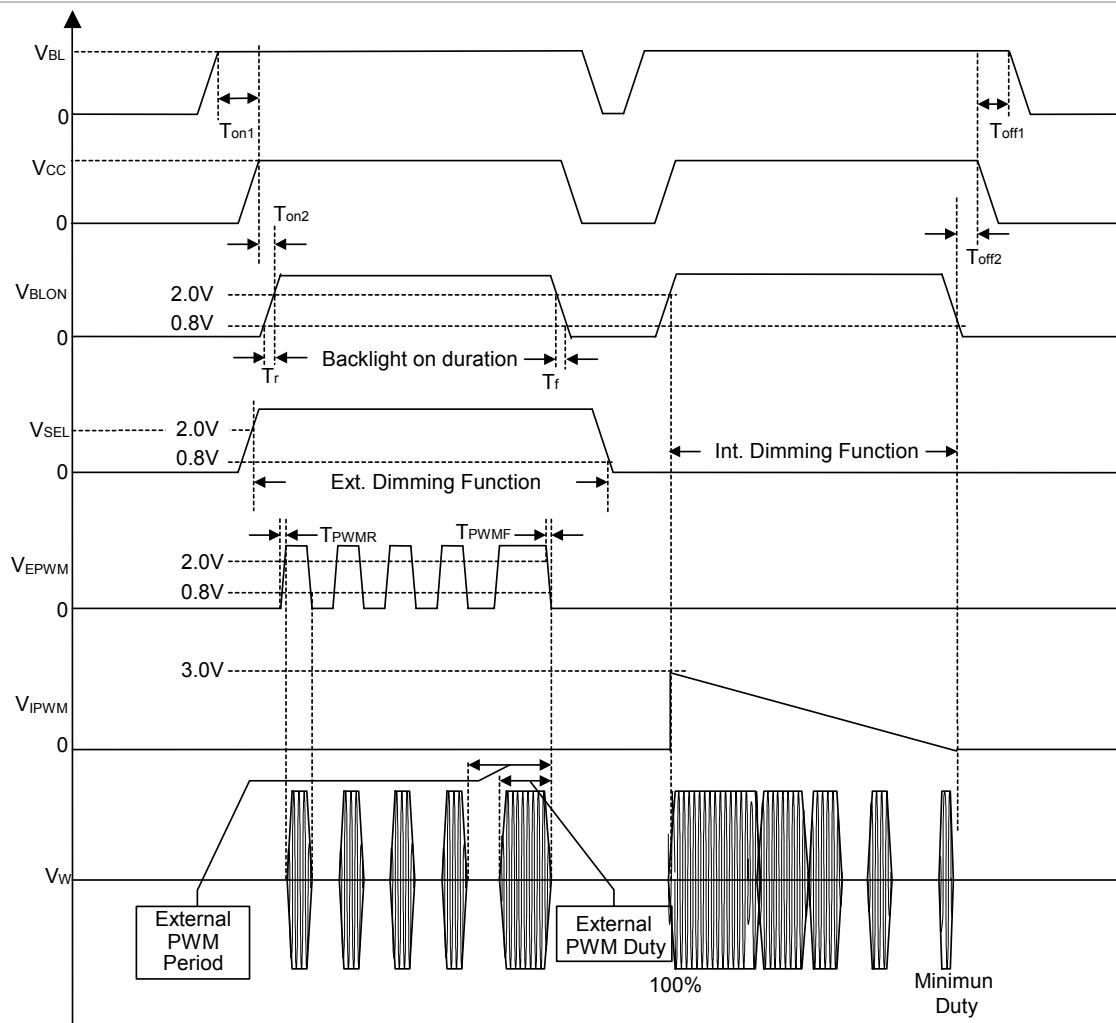 VBL
0
Ton1
Toff1
VCC
0
Ton2
Toff2
VBLON
2.0V
0.8V
0
Tr
Backlight on duration
Tf
VSEL
2.0V
0.8V
0
Ext. Dimming Function
Int. Dimming Function
TPWMR
TPWMF
VEPWM
2.0V
0.8V
0
3.0V
VIPWM
0
VW
External
PWM
Period
External
PWM Duty
100%
Minimun
Duty